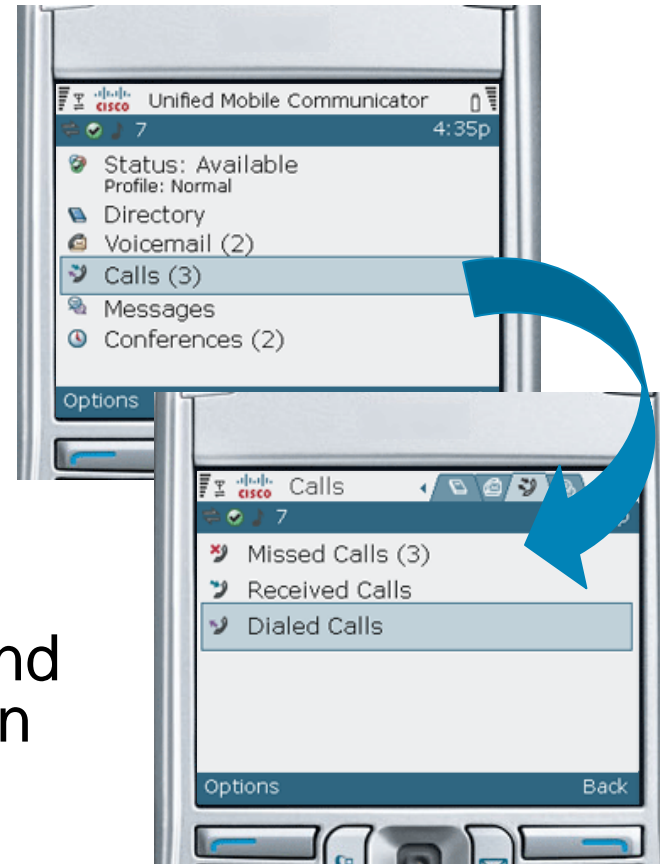 CISCO Unified Mobile Communicator
7 4:35p
Status: Available
Profile: Normal
Directory
Voicemail (2)
Calls (3)
Messages
Conferences (2)
Options
CISCO Calls
7
Missed Calls (3)
Received Calls
Dialed Calls
Options Back